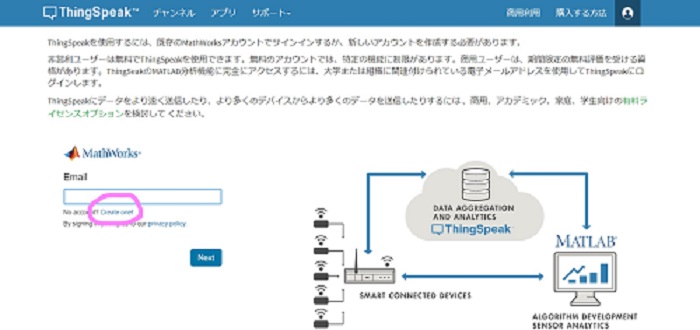 ThingSpeak™ チャンネル アプリ サポート 商用利用 購入する方法
ThingSpeakを使用するには、既存のMathWorksアカウントでサインインするか、新しいアカウントを作成する必要があります。
非営利ユーザーは無料でThingSpeakを使用できます。無料のアカウントでは、特定の機能に制限があります。商用ユーザーは、期間限定の無料評価を受ける資
格があります。ThingSpeakのMATLAB分析機能に完全にアクセスするには、大学または組織に関連付けられている電子メールアドレスを使用してThingSpeakにロ
グインします。
ThingSpeakにデータをより速く送信したり、より多くのデバイスからより多くのデータを送信したりするには、商用、アカデミック、家庭、学生向けの有料ラ
イセンスオプションを検討してください。
MathWorks®
Email
No account? Create one!
By signing in you agree to our privacy policy.
Next
DATA AGGREGATION
AND ANALYTICS
ThingSpeak™
SMART CONNECTED DEVICES
MATLAB®
ALGORITHM DEVELOPMENT
SENSOR ANALYTICS